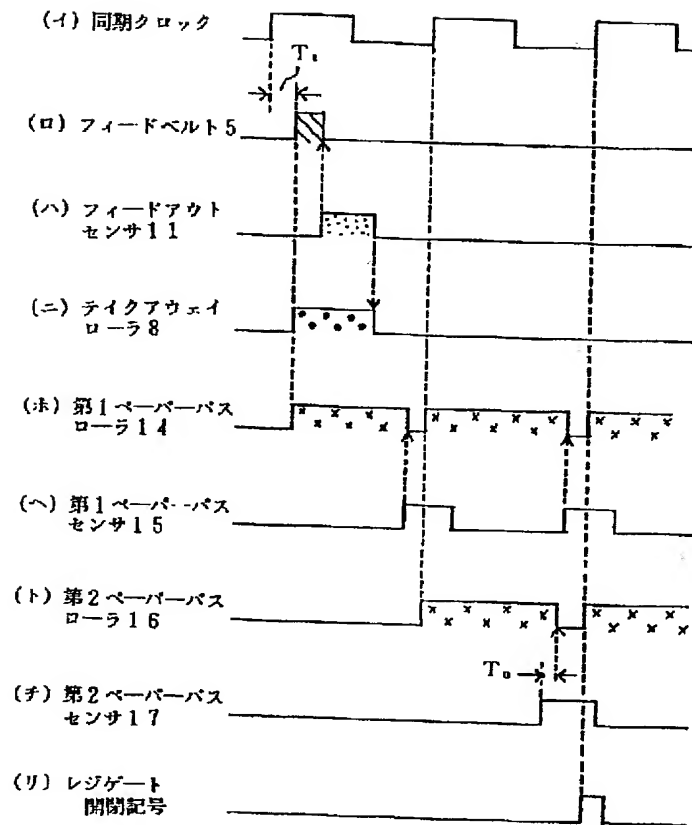 (イ) 同期クロック
T₁
(ロ) フィードベルト5
(ハ) フィードアウト
センサ11
(ニ) テイクアウェイ
ローラ8
(ホ) 第1ペーパーパス
ローラ14
(ヘ) 第1ペーパーパス
センサ15
(ト) 第2ペーパーパス
ローラ16
T₀
(チ) 第2ペーパーパス
センサ17
(リ) レジゲート
開閉記号